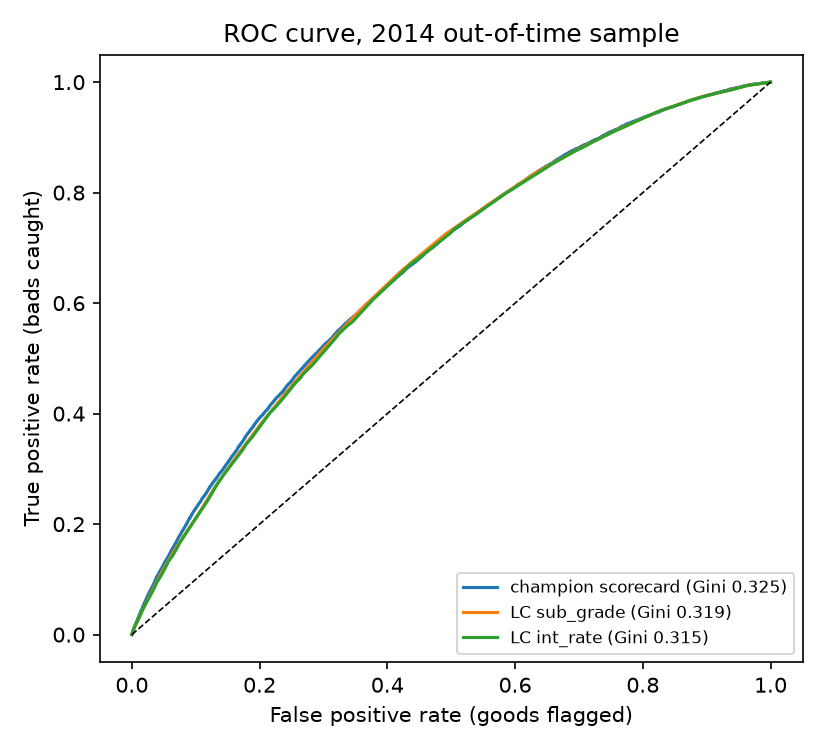 ROC curve, 2014 out-of-time sample
True positive rate (bads caught)
1.0
0.8
0.6
0.4
0.2
0.0
champion scorecard (Gini 0.325)
LC sub_grade (Gini 0.319)
LC int_rate (Gini 0.315)
0.0 0.2 0.4 0.6 0.8 1.0
False positive rate (goods flagged)